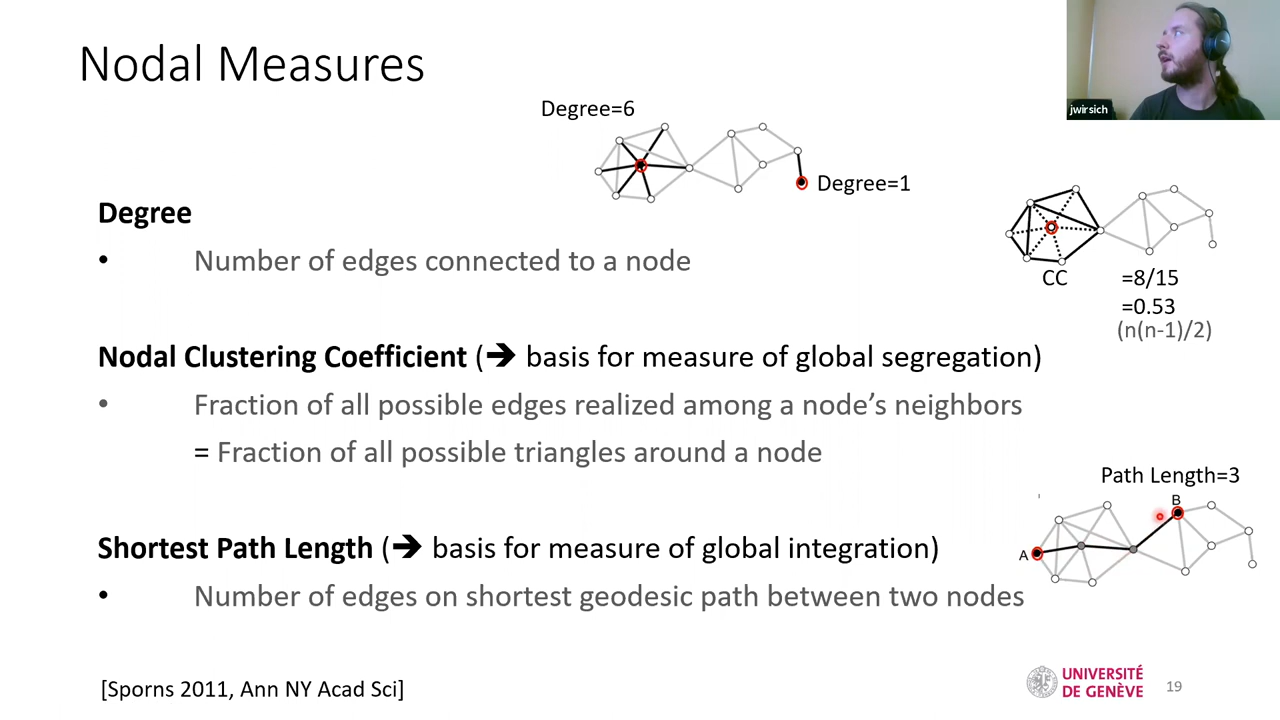 Nodal Measures
jwirsich
Degree=6
Degree=1
Degree
• Number of edges connected to a node
CC =8/15
=0.53
(n(n-1)/2)
Nodal Clustering Coefficient (➔ basis for measure of global segregation)
• Fraction of all possible edges realized among a node’s neighbors
= Fraction of all possible triangles around a node
Path Length=3
B
A
Shortest Path Length (➔ basis for measure of global integration)
• Number of edges on shortest geodesic path between two nodes
[Sporns 2011, Ann NY Acad Sci]
UNIVERSITÉ
DE GENÈVE
19